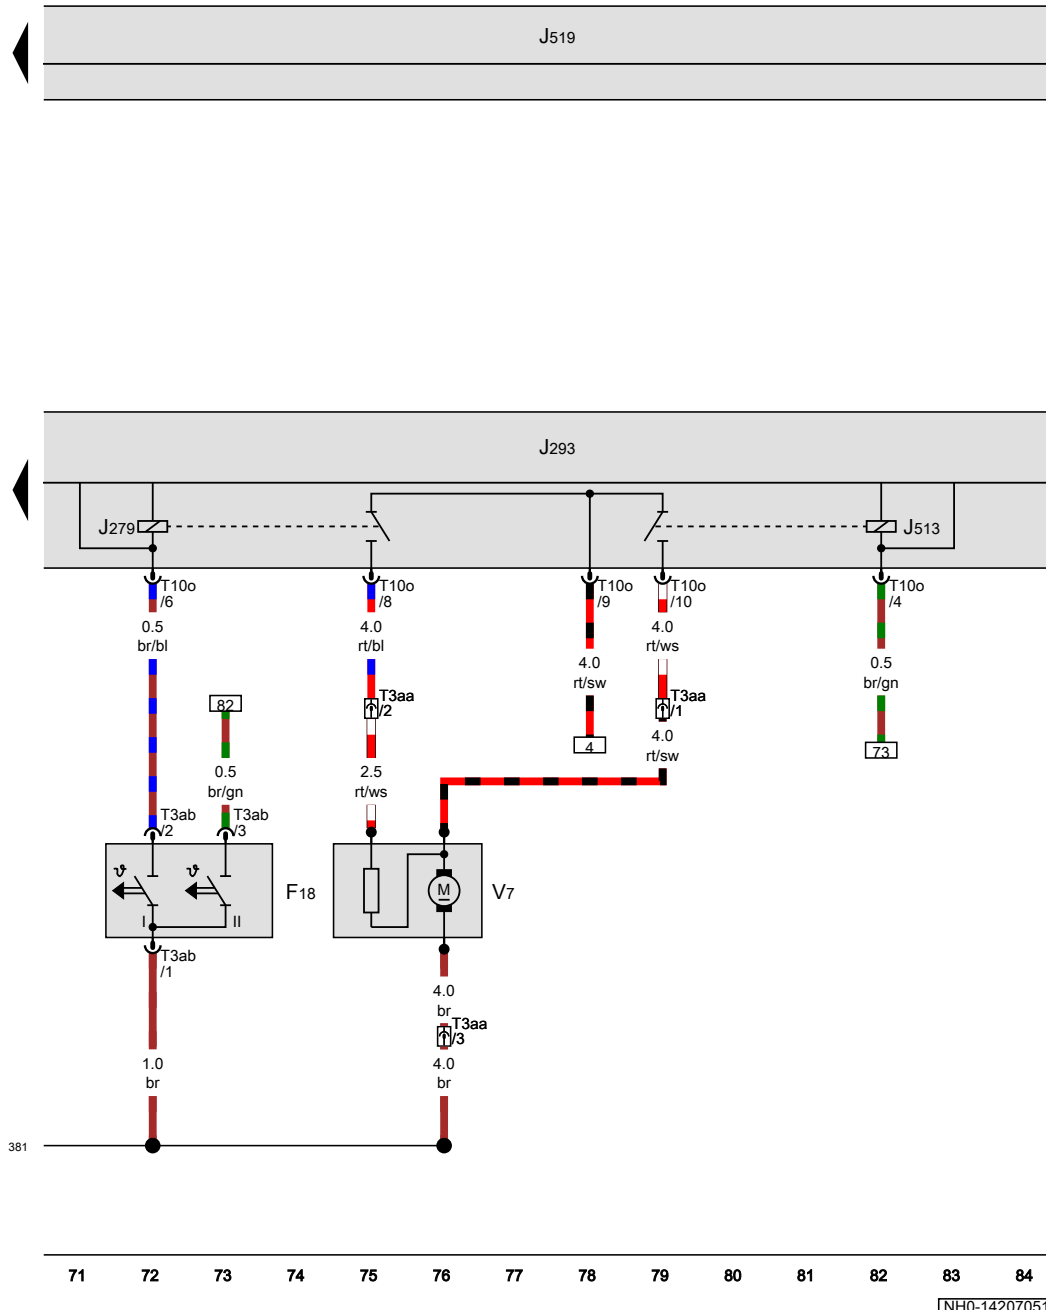 J519
J293
J279
J513
T10o
/6
T10o
/8
T10o
/9
T10o
/10
T10o
/4
0.5
br/bl
4.0
rt/bl
4.0
rt/sw
4.0
rt/ws
0.5
br/gn
82
T3aa
/2
T3aa
/1
4
4.0
rt/sw
73
0.5
br/gn
2.5
rt/ws
T3ab
/2
T3ab
/3
ϑ
ϑ
I
II
F18
M
V7
T3ab
/1
4.0
br
T3aa
/3
1.0
br
4.0
br
381
71 72 73 74 75 76 77 78 79 80 81 82 83 84
NH0-14207051